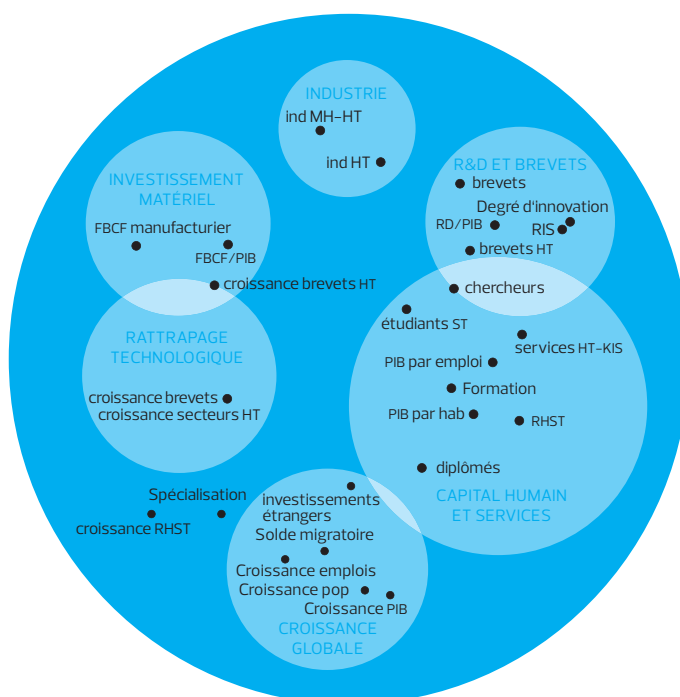 INDUSTRIE
ind MH–HT
ind HT
R&D ET BREVETS
brevets
Degré d'innovation
RD/PIB
RIS
brevets HT
INVESTISSEMENT
MATÉRIEL
FBCF manufacturier
FBCF/PIB
croissance brevets HT
chercheurs
étudiants ST
services HT-KIS
RATTRAPAGE
TECHNOLOGIQUE
PIB par emploi
Formation
croissance brevets
croissance secteurs HT
PIB par hab
RHST
diplômés
CAPITAL HUMAIN
ET SERVICES
Spécialisation
croissance RHST
investissements
étrangers
Solde migratoire
Croissance emplois
Croissance pop
Croissance PIB
CROISSANCE
GLOBALE